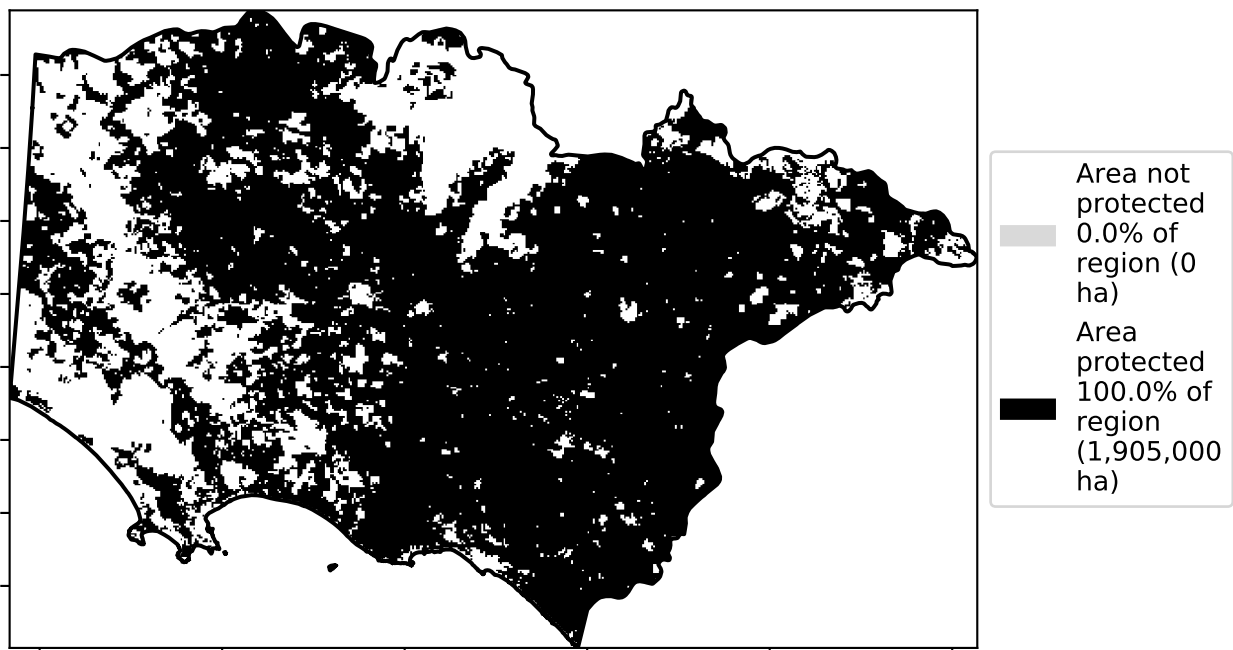 Area not
protected
0.0% of
region (0
ha)
Area
protected
100.0% of
region
(1,905,000
ha)